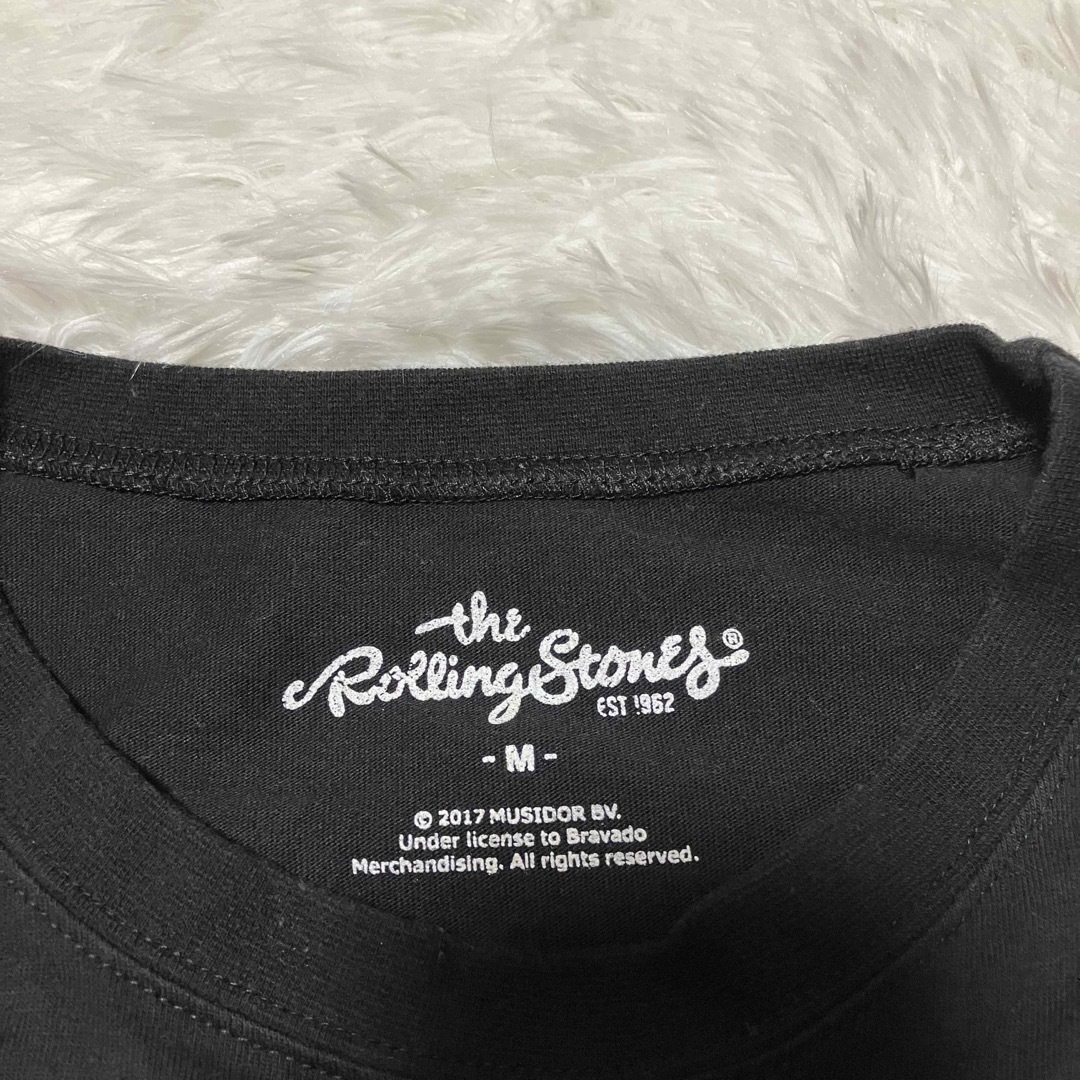 the
Rolling Stones®
EST 1962
- M -
© 2017 MUSIDOR BV.
Under license to Bravado
Merchandising. All rights reserved.